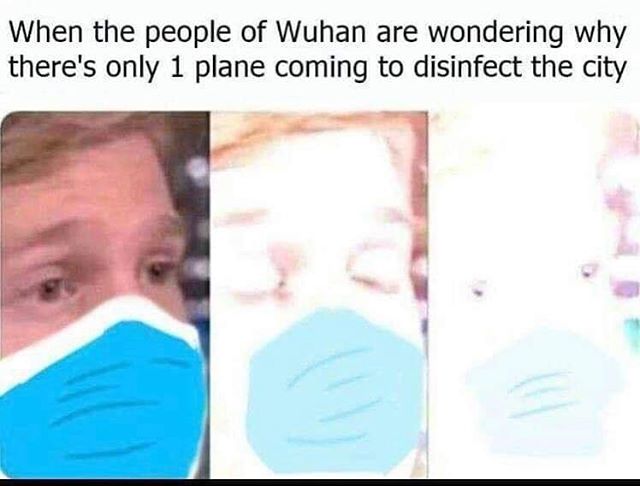 When the people of Wuhan are wondering why
there's only 1 plane coming to disinfect the city